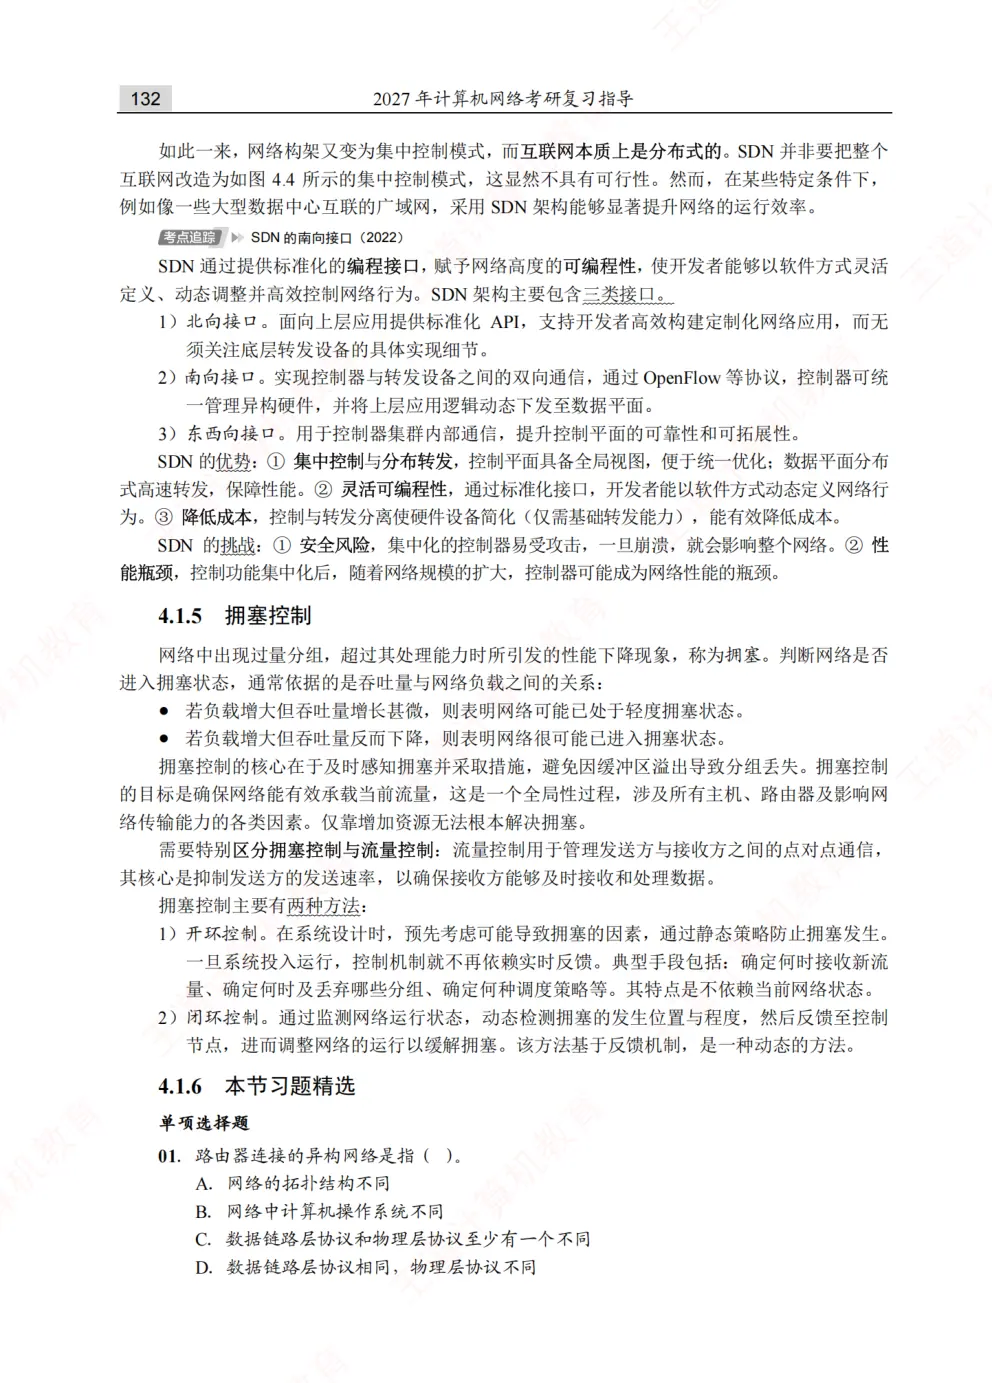 132
2027 年计算机网络考研复习指导
如此一来，网络构架又变为集中控制模式，而互联网本质上是分布式的。SDN 并非要把整个
互联网改造为如图 4.4 所示的集中控制模式，这显然不具有可行性。然而，在某些特定条件下，
例如像一些大型数据中心互联的广域网，采用 SDN 架构能够显著提升网络的运行效率。
考点追踪 SDN 的南向接口（2022）
SDN 通过提供标准化的编程接口，赋予网络高度的可编程性，使开发者能够以软件方式灵活
定义、动态调整并高效控制网络行为。SDN 架构主要包含三类接口。
1）北向接口。面向上层应用提供标准化 API，支持开发者高效构建定制化网络应用，而无
须关注底层转发设备的具体实现细节。
2）南向接口。实现控制器与转发设备之间的双向通信，通过 OpenFlow 等协议，控制器可统
一管理异构硬件，并将上层应用逻辑动态下发至数据平面。
3）东西向接口。用于控制器集群内部通信，提升控制平面的可靠性和可拓展性。
SDN 的优势：① 集中控制与分布转发，控制平面具备全局视图，便于统一优化；数据平面分布
式高速转发，保障性能。② 灵活可编程性，通过标准化接口，开发者能以软件方式动态定义网络行
为。③ 降低成本，控制与转发分离使硬件设备简化（仅需基础转发能力），能有效降低成本。
SDN 的挑战：① 安全风险，集中化的控制器易受攻击，一旦崩溃，就会影响整个网络。② 性
能瓶颈，控制功能集中化后，随着网络规模的扩大，控制器可能成为网络性能的瓶颈。
4.1.5 拥塞控制
网络中出现过量分组，超过其处理能力时所引发的性能下降现象，称为拥塞。判断网络是否
进入拥塞状态，通常依据的是吞吐量与网络负载之间的关系：
● 若负载增大但吞吐量增长甚微，则表明网络可能已处于轻度拥塞状态。
● 若负载增大但吞吐量反而下降，则表明网络很可能已进入拥塞状态。
拥塞控制的核心在于及时感知拥塞并采取措施，避免因缓冲区溢出导致分组丢失。拥塞控制
的目标是确保网络能有效承载当前流量，这是一个全局性过程，涉及所有主机、路由器及影响网
络传输能力的各类因素。仅靠增加资源无法根本解决拥塞。
需要特别区分拥塞控制与流量控制：流量控制用于管理发送方与接收方之间的点对点通信，
其核心是抑制发送方的发送速率，以确保接收方能够及时接收和处理数据。
拥塞控制主要有两种方法：
1）开环控制。在系统设计时，预先考虑可能导致拥塞的因素，通过静态策略防止拥塞发生。
一旦系统投入运行，控制机制就不再依赖实时反馈。典型手段包括：确定何时接收新流
量、确定何时及丢弃哪些分组、确定何种调度策略等。其特点是不依赖当前网络状态。
2）闭环控制。通过监测网络运行状态，动态检测拥塞的发生位置与程度，然后反馈至控制
节点，进而调整网络的运行以缓解拥塞。该方法基于反馈机制，是一种动态的方法。
4.1.6 本节习题精选
单项选择题
01. 路由器连接的异构网络是指（ ）。
A. 网络的拓扑结构不同
B. 网络中计算机操作系统不同
C. 数据链路层协议和物理层协议至少有一个不同
D. 数据链路层协议相同，物理层协议不同